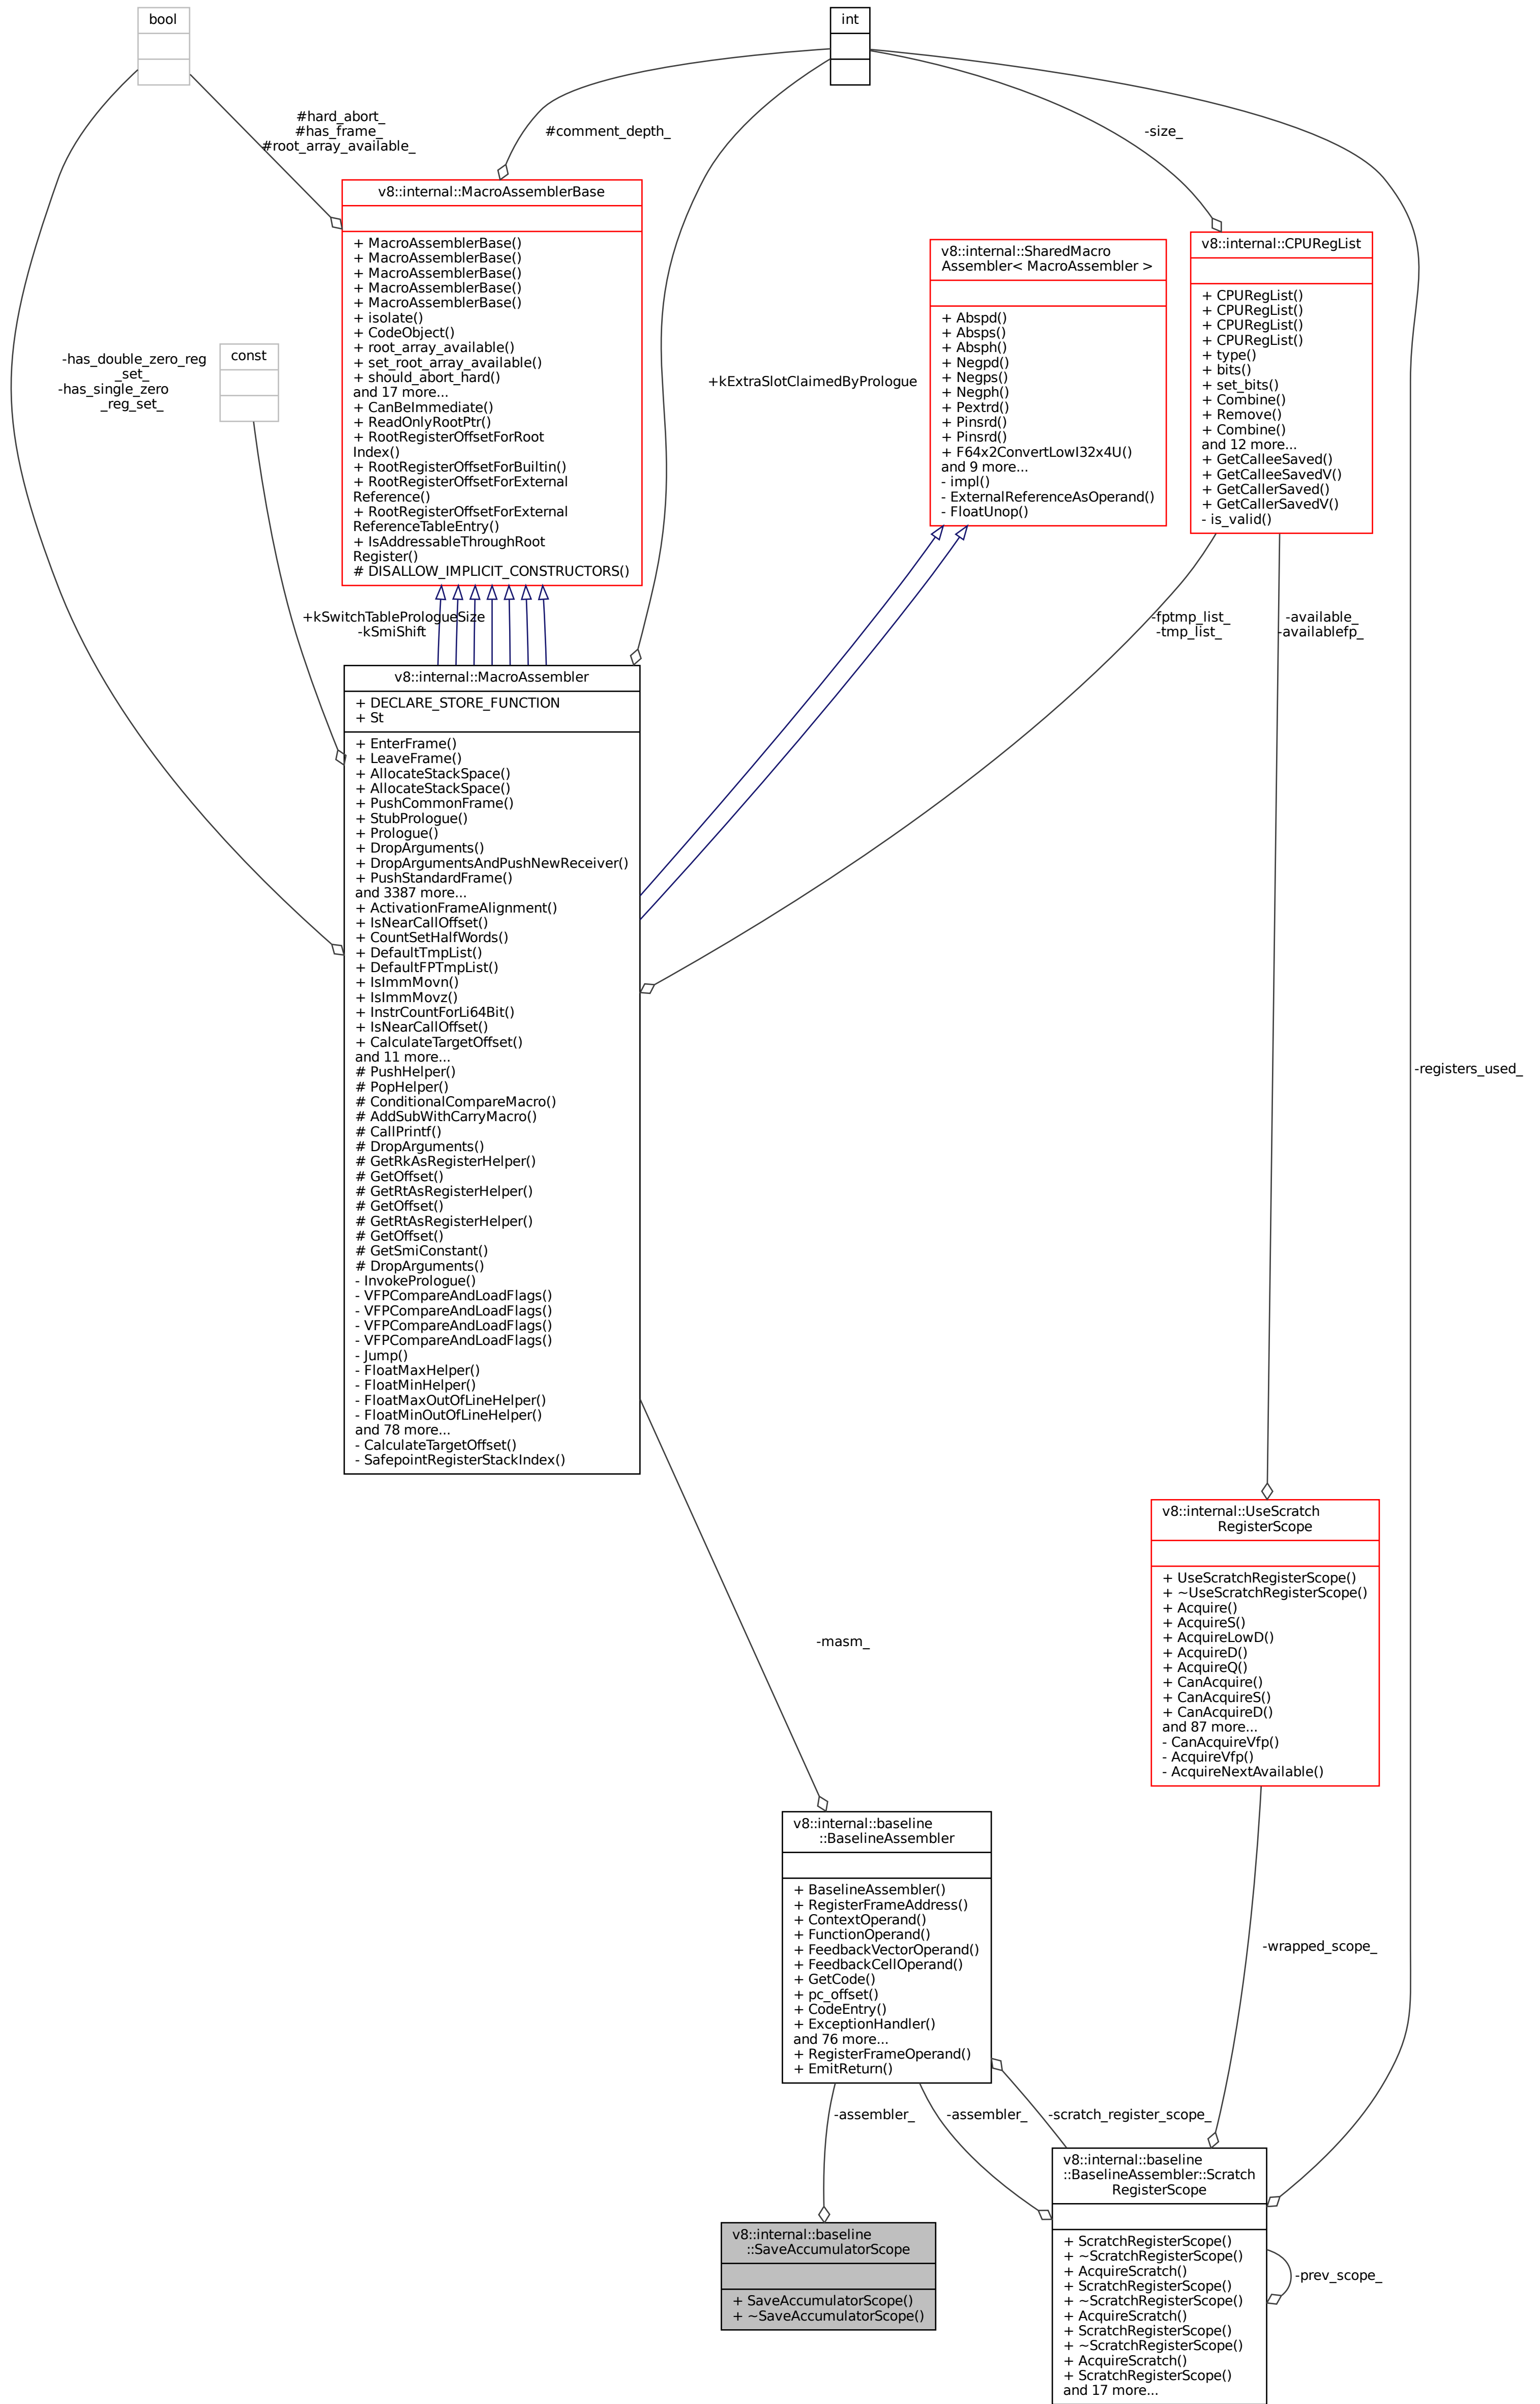 bool
int
#hard_abort_
#has_frame_
#root_array_available_
#comment_depth_
-size_
v8::internal::MacroAssemblerBase
+ MacroAssemblerBase()
+ MacroAssemblerBase()
+ MacroAssemblerBase()
+ MacroAssemblerBase()
+ MacroAssemblerBase()
+ isolate()
+ CodeObject()
+ root_array_available()
+ set_root_array_available()
+ should_abort_hard()
and 17 more...
+ CanBeImmediate()
+ ReadOnlyRootPtr()
+ RootRegisterOffsetForRoot
Index()
+ RootRegisterOffsetForBuiltin()
+ RootRegisterOffsetForExternal
Reference()
+ RootRegisterOffsetForExternal
ReferenceTableEntry()
+ IsAddressableThroughRoot
Register()
# DISALLOW_IMPLICIT_CONSTRUCTORS()
v8::internal::SharedMacro
Assembler< MacroAssembler >
+ Abspd()
+ Absps()
+ Absph()
+ Negpd()
+ Negps()
+ Negph()
+ Pextrd()
+ Pinsrd()
+ Pinsrd()
+ F64x2ConvertLowI32x4U()
and 9 more...
- impl()
- ExternalReferenceAsOperand()
- FloatUnop()
v8::internal::CPURegList
+ CPURegList()
+ CPURegList()
+ CPURegList()
+ CPURegList()
+ type()
+ bits()
+ set_bits()
+ Combine()
+ Remove()
+ Combine()
and 12 more...
+ GetCalleeSaved()
+ GetCalleeSavedV()
+ GetCallerSaved()
+ GetCallerSavedV()
- is_valid()
-has_double_zero_reg
_set_
-has_single_zero
_reg_set_
const
+kExtraSlotClaimedByPrologue
+kSwitchTablePrologueSize
-kSmiShift
-fptmp_list_
-tmp_list_
-available_
-availablefp_
v8::internal::MacroAssembler
+ DECLARE_STORE_FUNCTION
+ St
+ EnterFrame()
+ LeaveFrame()
+ AllocateStackSpace()
+ AllocateStackSpace()
+ PushCommonFrame()
+ StubPrologue()
+ Prologue()
+ DropArguments()
+ DropArgumentsAndPushNewReceiver()
+ PushStandardFrame()
and 3387 more...
+ ActivationFrameAlignment()
+ IsNearCallOffset()
+ CountSetHalfWords()
+ DefaultTmpList()
+ DefaultFPTmpList()
+ IsImmMovn()
+ IsImmMovz()
+ InstrCountForLi64Bit()
+ IsNearCallOffset()
+ CalculateTargetOffset()
and 11 more...
# PushHelper()
# PopHelper()
# ConditionalCompareMacro()
# AddSubWithCarryMacro()
# CallPrintf()
# DropArguments()
# GetRkAsRegisterHelper()
# GetOffset()
# GetRtAsRegisterHelper()
# GetOffset()
# GetRtAsRegisterHelper()
# GetOffset()
# GetSmiConstant()
# DropArguments()
- InvokePrologue()
- VFPCompareAndLoadFlags()
- VFPCompareAndLoadFlags()
- VFPCompareAndLoadFlags()
- VFPCompareAndLoadFlags()
- Jump()
- FloatMaxHelper()
- FloatMinHelper()
- FloatMaxOutOfLineHelper()
- FloatMinOutOfLineHelper()
and 78 more...
- CalculateTargetOffset()
- SafepointRegisterStackIndex()
-registers_used_
v8::internal::UseScratch
RegisterScope
+ UseScratchRegisterScope()
+ ~UseScratchRegisterScope()
+ Acquire()
+ AcquireS()
+ AcquireLowD()
+ AcquireD()
+ AcquireQ()
+ CanAcquire()
+ CanAcquireS()
+ CanAcquireD()
and 87 more...
- CanAcquireVfp()
- AcquireVfp()
- AcquireNextAvailable()
-masm_
v8::internal::baseline
::BaselineAssembler
+ BaselineAssembler()
+ RegisterFrameAddress()
+ ContextOperand()
+ FunctionOperand()
+ FeedbackVectorOperand()
+ FeedbackCellOperand()
+ GetCode()
+ pc_offset()
+ CodeEntry()
+ ExceptionHandler()
and 76 more...
+ RegisterFrameOperand()
+ EmitReturn()
-wrapped_scope_
-assembler_
-assembler_
-scratch_register_scope_
v8::internal::baseline
::SaveAccumulatorScope
+ SaveAccumulatorScope()
+ ~SaveAccumulatorScope()
v8::internal::baseline
::BaselineAssembler::Scratch
RegisterScope
+ ScratchRegisterScope()
+ ~ScratchRegisterScope()
+ AcquireScratch()
+ ScratchRegisterScope()
+ ~ScratchRegisterScope()
+ AcquireScratch()
+ ScratchRegisterScope()
+ ~ScratchRegisterScope()
+ AcquireScratch()
+ ScratchRegisterScope()
and 17 more...
-prev_scope_